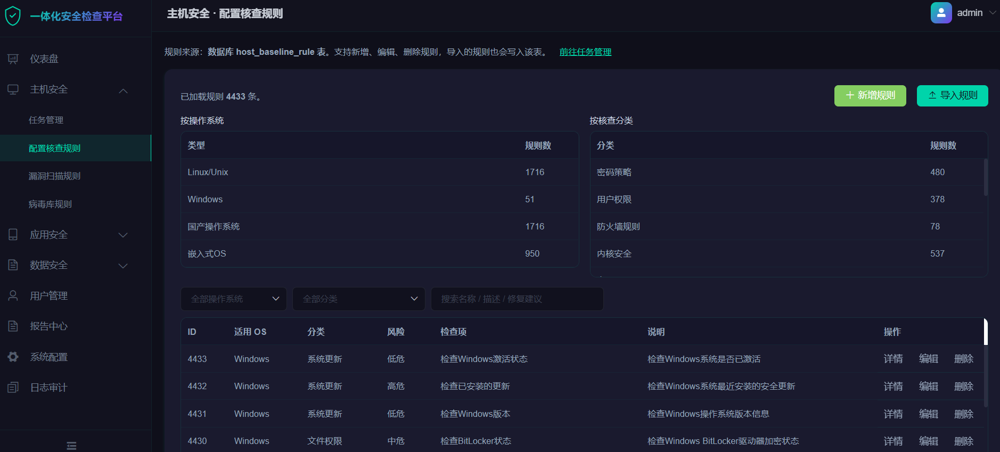 一体化安全检查平台
仪表盘
主机安全
任务管理
配置核查规则
漏洞扫描规则
病毒库规则
应用安全
数据安全
用户管理
报告中心
系统配置
日志审计
主机安全 · 配置核查规则
admin
规则来源：数据库 host_baseline_rule 表。支持新增、编辑、删除规则，导入的规则也会写入该表。 前往任务管理
已加载规则 4433 条。
新增规则 导入规则
按操作系统
类型 规则数
Linux/Unix 1716
Windows 51
国产操作系统 1716
嵌入式OS 950
按核查分类
分类 规则数
密码策略 480
用户权限 378
防火墙规则 78
内核安全 537
全部操作系统 全部分类 搜索名称 / 描述 / 修复建议
ID 适用 OS 分类 风险 检查项 说明 操作
4433 Windows 系统更新 低危 检查Windows激活状态 检查Windows系统是否已激活 详情 编辑 删除
4432 Windows 系统更新 高危 检查已安装的更新 检查Windows系统最近安装的安全更新 详情 编辑 删除
4431 Windows 系统更新 低危 检查Windows版本 检查Windows操作系统版本信息 详情 编辑 删除
4430 Windows 文件权限 中危 检查BitLocker状态 检查Windows BitLocker驱动器加密状态 详情 编辑 删除